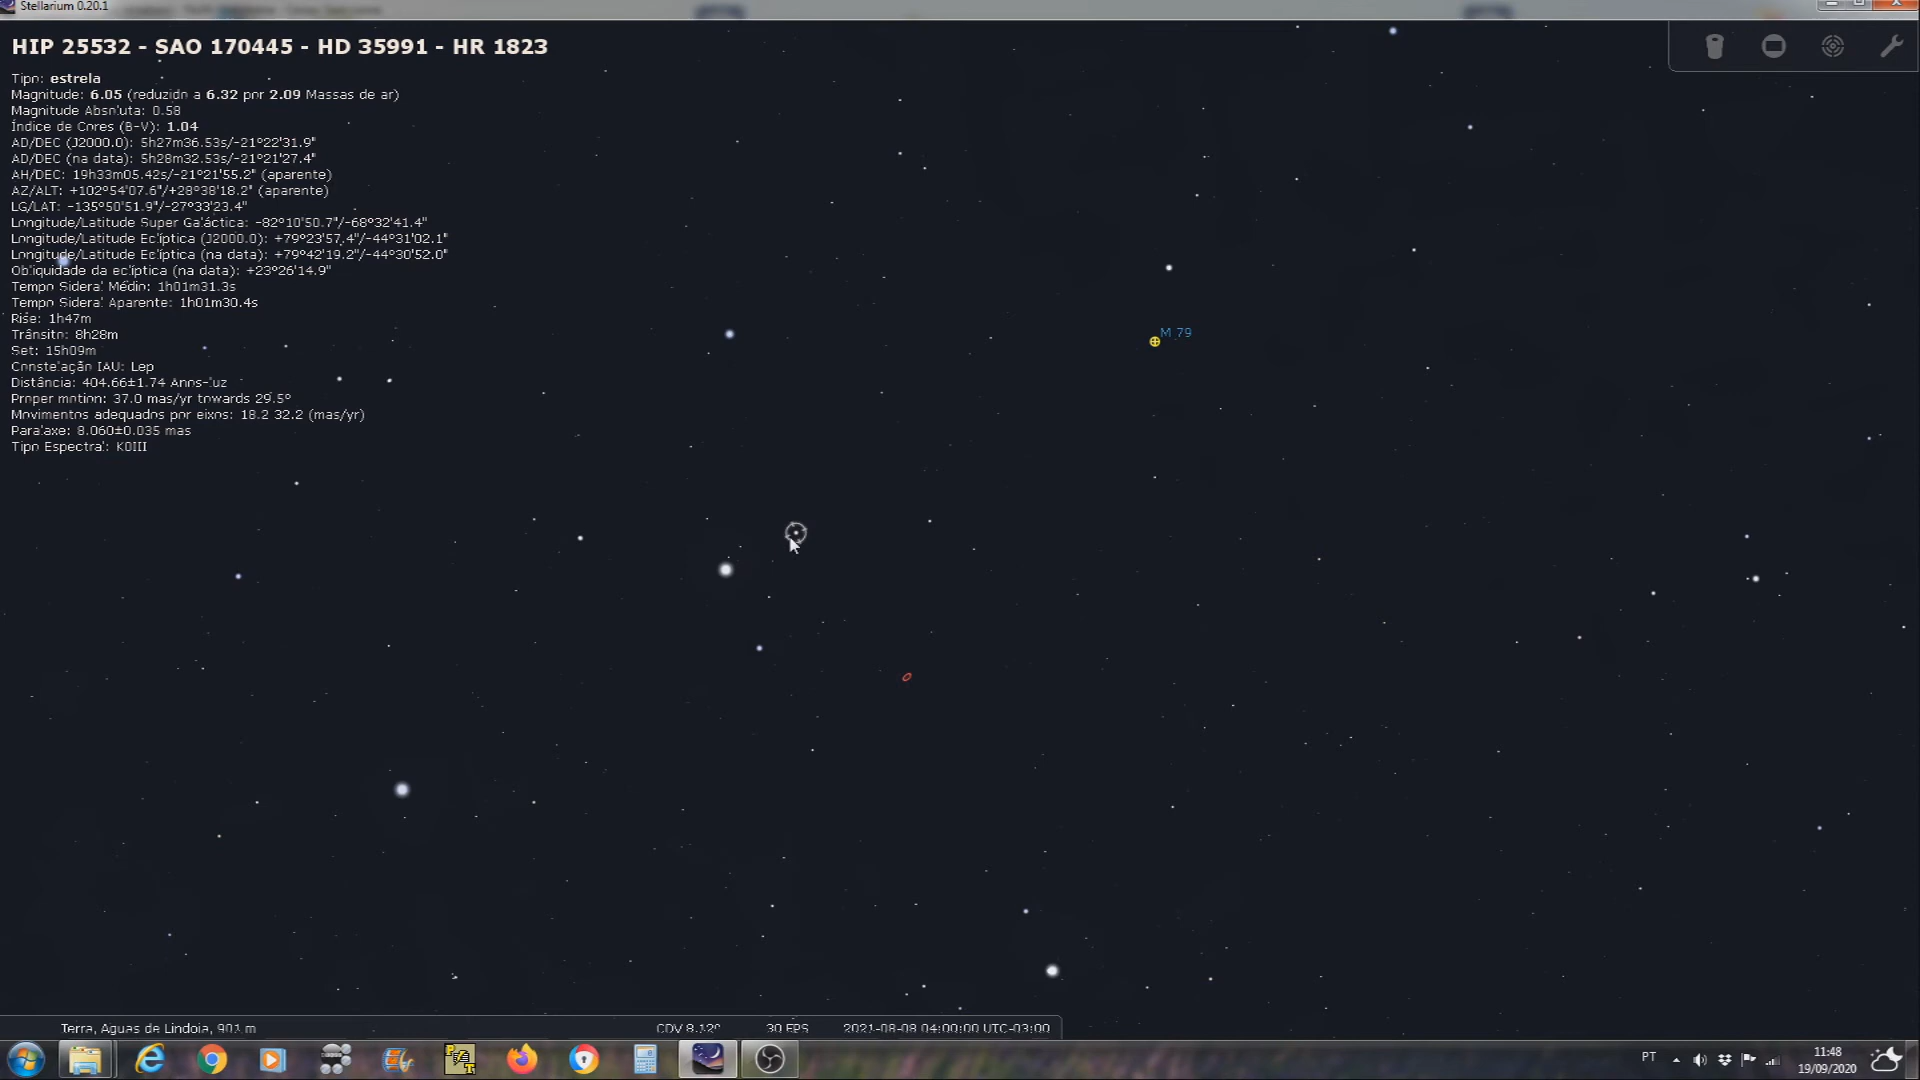 Stellarium 0.20.1
HIP 25532 - SAO 170445 - HD 35991 - HR 1823
Tipo: estrela
Magnitude: 6.05 (reduzido a 6.32 por 2.09 Massas de ar)
Magnitude Absoluta: 0.58
Índice de Cores (B-V): 1.04
AD/DEC (J2000.0): 5h27m36.53s/-21°22'31.9"
AD/DEC (na data): 5h28m32.53s/-21°21'27.4"
AH/DEC: 19h33m05.42s/-21°21'55.2" (aparente)
AZ/ALT: +102°54'07.6"/+28°38'18.2" (aparente)
LG/LAT: -135°50'51.9"/-27°33'23.4"
Longitude/Latitude Super Galáctica: -82°10'50.7"/-68°32'41.4"
Longitude/Latitude Eclíptica (J2000.0): +79°23'57.4"/-44°31'02.1"
Longitude/Latitude Eclíptica (na data): +79°42'19.2"/-44°30'52.0"
Obliquidade da eclíptica (na data): +23°26'14.9"
Tempo Sideral Médio: 1h01m31.3s
Tempo Sideral Aparente: 1h01m30.4s
Rise: 1h47m
Trânsito: 8h28m
Set: 15h09m
Constelação IAU: Lep
Distância: 404.66±1.74 Anos-luz
Proper motion: 37.0 mas/yr towards 29.5°
Movimentos adequados por eixos: 18.2 32.2 (mas/yr)
Paralaxe: 8.060±0.035 mas
Tipo Espectral: K0III
M 79
Terra, Águas de Lindoia, 901 m CDV 8.12° 30 FPS 2021-08-08 04:00:00 UTC-03:00
PT 11:48
19/09/2020